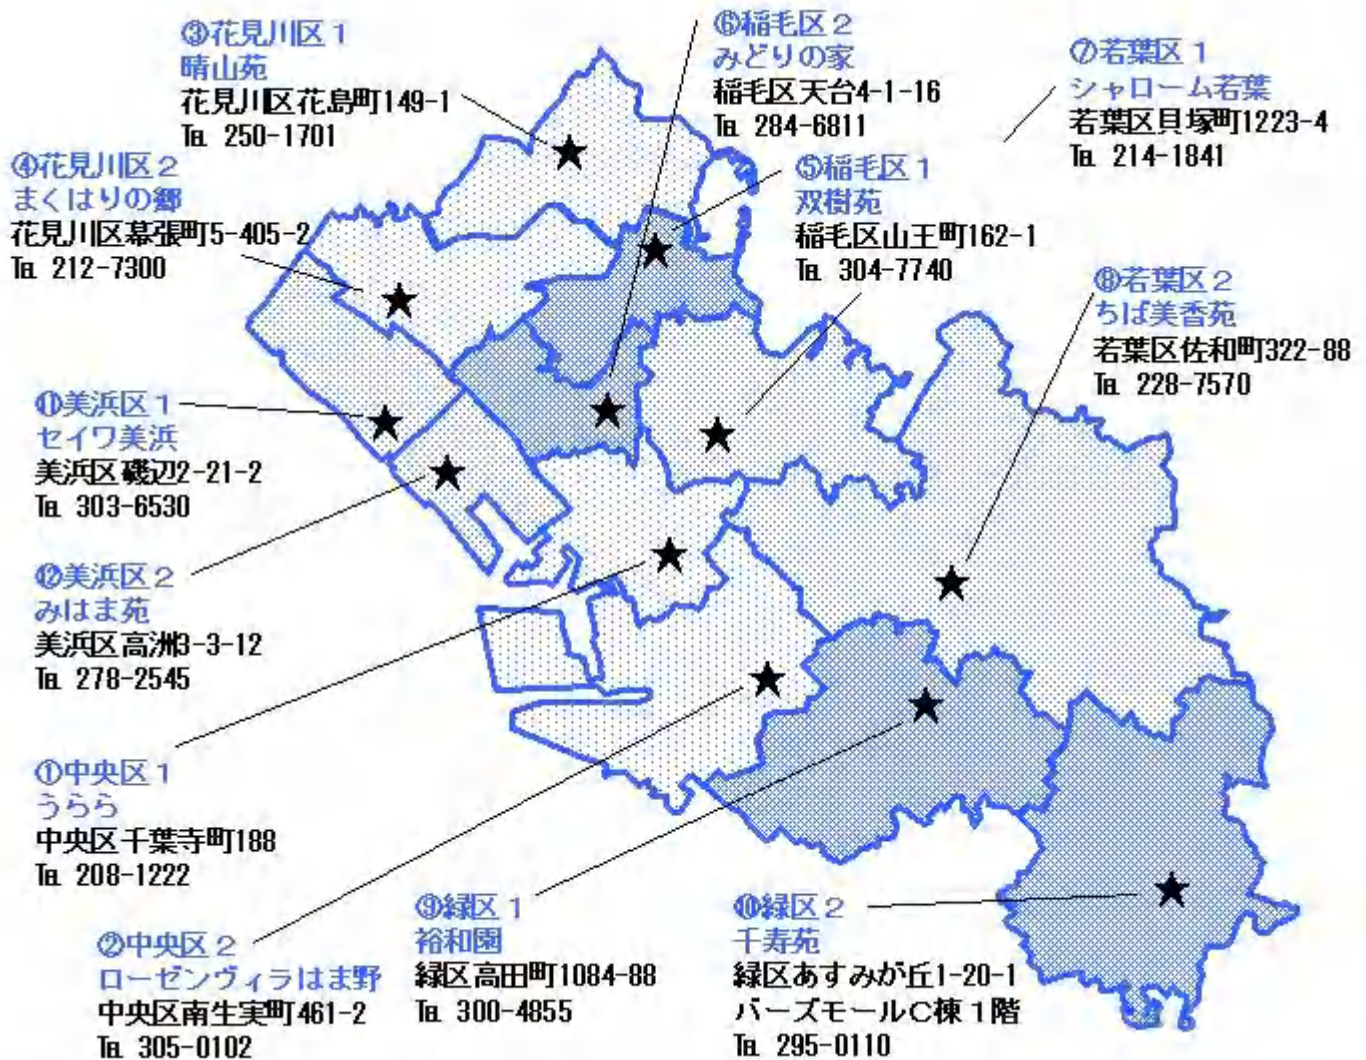 ③花見川区１
晴山苑
花見川区花島町149-1
℡ 250-1701
⑥稲毛区２
みどりの家
稲毛区天台4-1-16
℡ 284-6811
⑦若葉区１
シャローム若葉
若葉区貝塚町1223-4
℡ 214-1841
④花見川区２
まくはりの郷
花見川区幕張町5-405-2
℡ 212-7300
⑤稲毛区１
双樹苑
稲毛区山王町162-1
℡ 304-7740
⑧若葉区２
ちば美香苑
若葉区佐和町322-88
℡ 228-7570
⑪美浜区１
セイワ美浜
美浜区磯辺2-21-2
℡ 303-6530
⑫美浜区２
みはま苑
美浜区高洲3-3-12
℡ 278-2545
①中央区１
うらら
中央区千葉寺町188
℡ 208-1222
②中央区２
ローゼンヴィラはま野
中央区南生実町461-2
℡ 305-0102
⑨緑区１
裕和園
緑区高田町1084-88
℡ 300-4855
⑩緑区２
千寿苑
緑区あすみが丘1-20-1
バーズモールＣ棟１階
℡ 295-0110